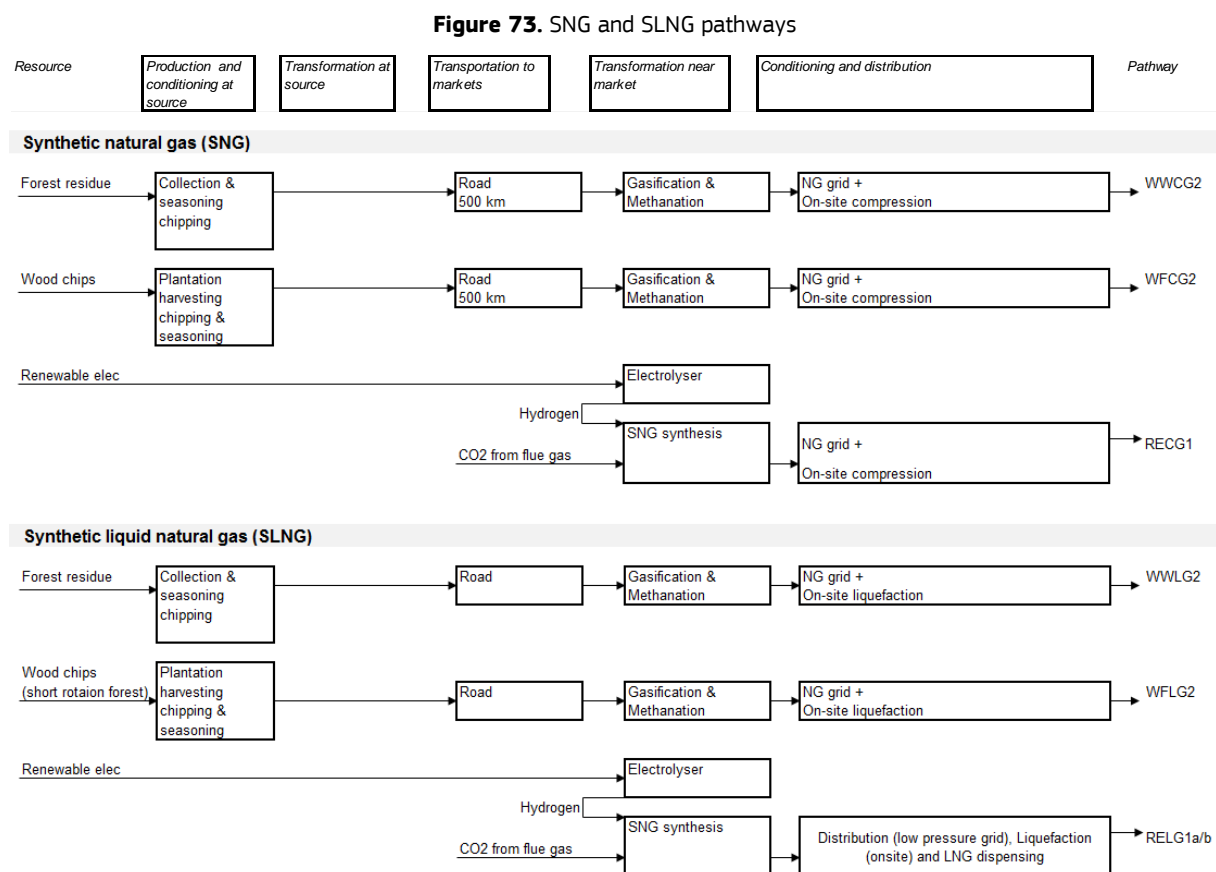 Figure 73. SNG and SLNG pathways
Resource
Production and
conditioning at
source
Transformation at
source
Transportation to
markets
Transformation near
market
Conditioning and distribution
Pathway
Synthetic natural gas (SNG)
Forest residue
Collection &
seasoning
chipping
Road
500 km
Gasification &
Methanation
NG grid +
On-site compression
WWCG2
Wood chips
Plantation
harvesting
chipping &
seasoning
Road
500 km
Gasification &
Methanation
NG grid +
On-site compression
WFCG2
Renewable elec
Electrolyser
Hydrogen
SNG synthesis
CO2 from flue gas
NG grid +
On-site compression
RECG1
Synthetic liquid natural gas (SLNG)
Forest residue
Collection &
seasoning
chipping
Road
Gasification &
Methanation
NG grid +
On-site liquefaction
WWLG2
Wood chips
(short rotaion forest)
Plantation
harvesting
chipping &
seasoning
Road
Gasification &
Methanation
NG grid +
On-site liquefaction
WFLG2
Renewable elec
Electrolyser
Hydrogen
SNG synthesis
CO2 from flue gas
Distribution (low pressure grid), Liquefaction
(onsite) and LNG dispensing
RELG1a/b